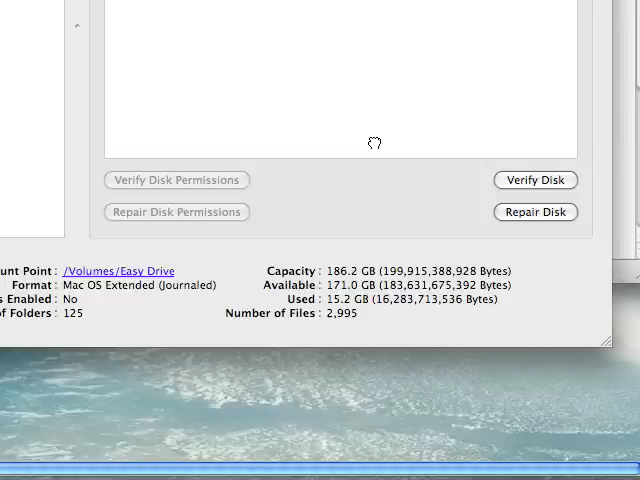 Verify Disk Permissions Verify Disk
Repair Disk Permissions Repair Disk
unt Point : /Volumes/Easy Drive Capacity : 186.2 GB (199,915,388,928 Bytes)
Format : Mac OS Extended (Journaled) Available : 171.0 GB (183,631,675,392 Bytes)
s Enabled : No Used : 15.2 GB (16,283,713,536 Bytes)
of Folders : 125 Number of Files : 2,995